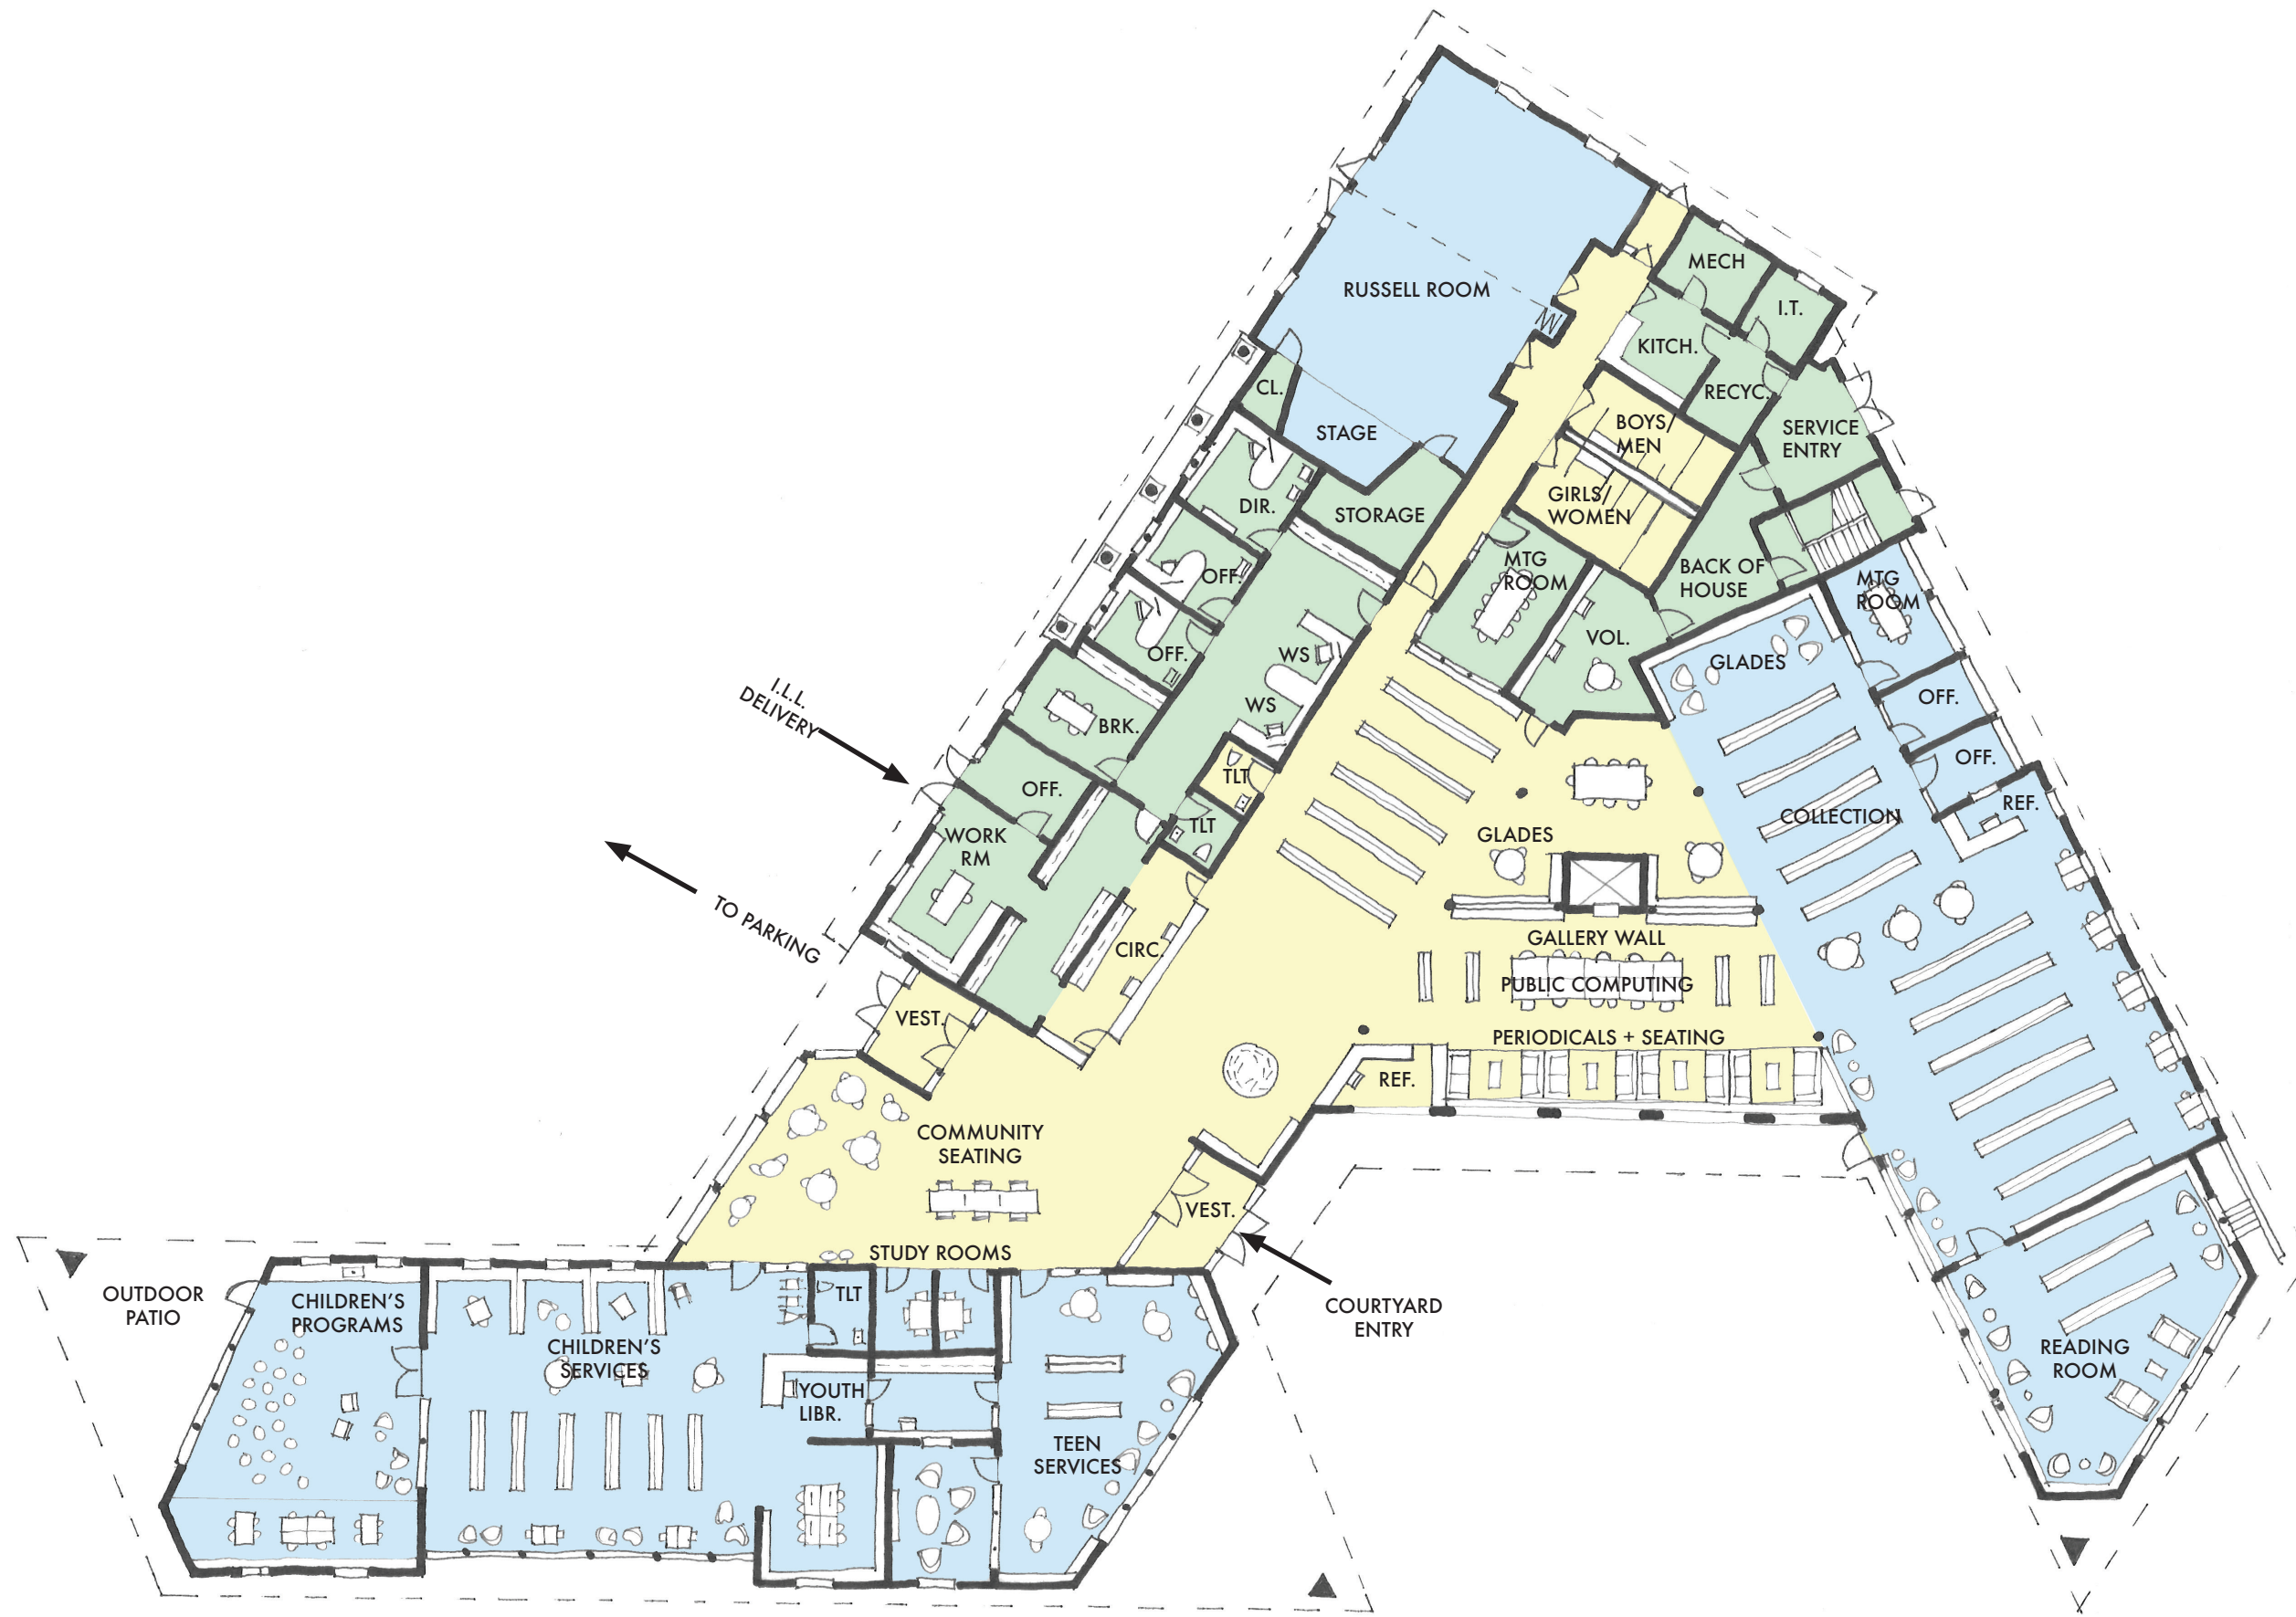 RUSSELL ROOM
MECH
I.T.
KITCH.
RECYC.
CL.
STAGE
BOYS/
MEN
SERVICE
ENTRY
GIRLS/
WOMEN
DIR.
STORAGE
OFF.
MTG
ROOM
BACK OF
HOUSE
MTG
ROOM
OFF.
WS
VOL.
GLADES
OFF.
WS
BRK.
OFF.
I.L.L.
DELIVERY
OFF.
TLT
REF.
COLLECTION
TLT
WORK
RM
GLADES
TO PARKING
CIRC.
GALLERY WALL
PUBLIC COMPUTING
VEST.
PERIODICALS + SEATING
REF.
COMMUNITY
SEATING
VEST.
STUDY ROOMS
OUTDOOR
PATIO
CHILDREN'S
PROGRAMS
TLT
COURTYARD
ENTRY
CHILDREN'S
SERVICES
READING
ROOM
YOUTH
LIBR.
TEEN
SERVICES